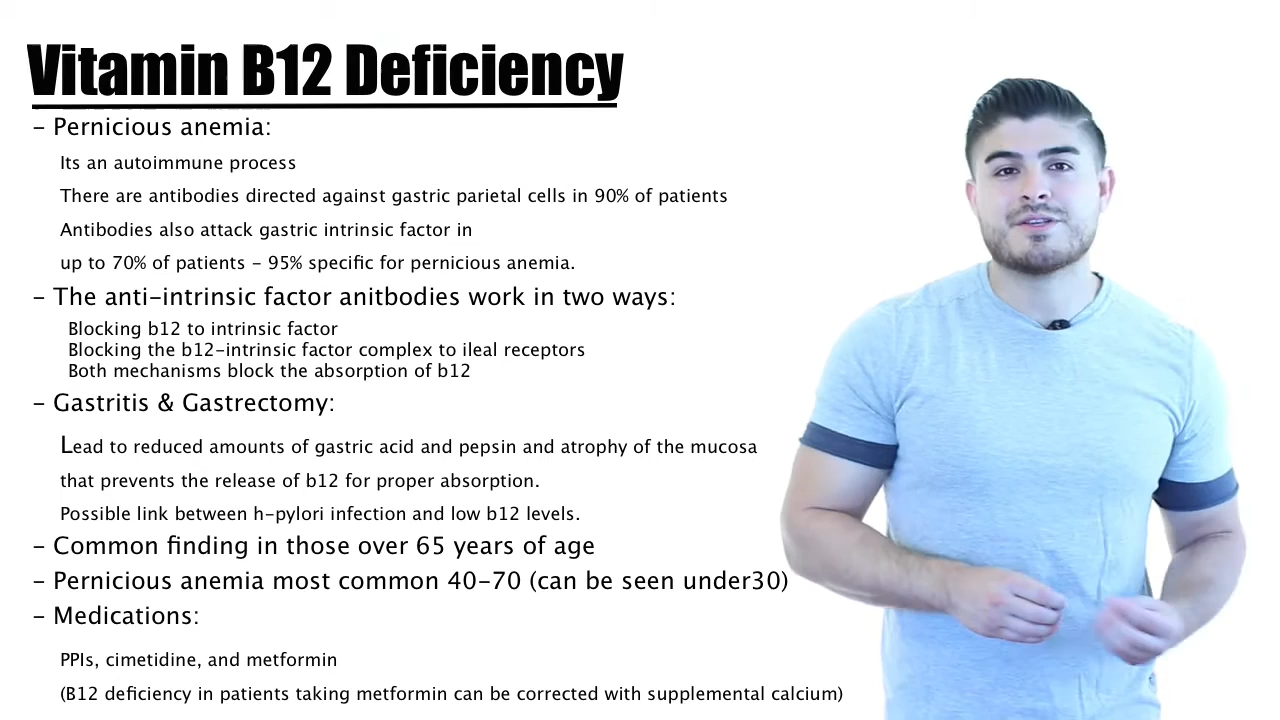 Vitamin B12 Deficiency
– Pernicious anemia:
Its an autoimmune process
There are antibodies directed against gastric parietal cells in 90% of patients
Antibodies also attack gastric intrinsic factor in
up to 70% of patients – 95% specific for pernicious anemia.
– The anti–intrinsic factor anitbodies work in two ways:
Blocking b12 to intrinsic factor
Blocking the b12–intrinsic factor complex to ileal receptors
Both mechanisms block the absorption of b12
– Gastritis & Gastrectomy:
Lead to reduced amounts of gastric acid and pepsin and atrophy of the mucosa
that prevents the release of b12 for proper absorption.
Possible link between h–pylori infection and low b12 levels.
– Common finding in those over 65 years of age
– Pernicious anemia most common 40–70 (can be seen under30)
– Medications:
PPIs, cimetidine, and metformin
(B12 deficiency in patients taking metformin can be corrected with supplemental calcium)